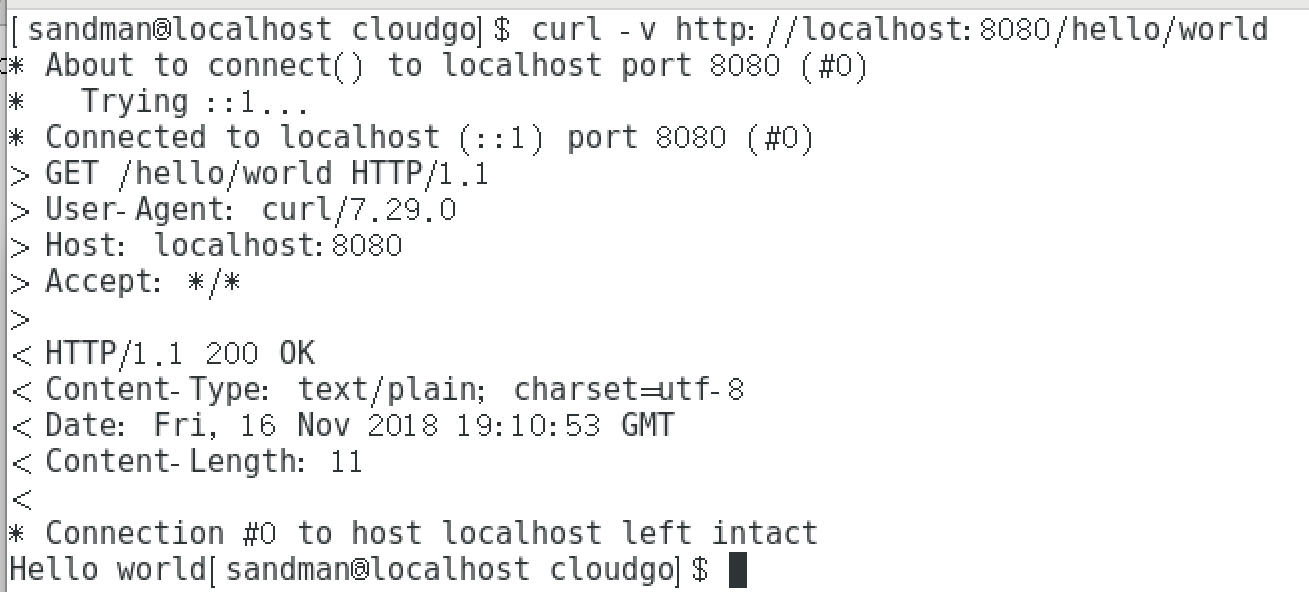 [sandman@localhost cloudgo]$ curl -v http://localhost:8080/hello/world
* About to connect() to localhost port 8080 (#0)
*   Trying ::1...
* Connected to localhost (::1) port 8080 (#0)
> GET /hello/world HTTP/1.1
> User-Agent: curl/7.29.0
> Host: localhost:8080
> Accept: */*
>
< HTTP/1.1 200 OK
< Content-Type: text/plain; charset=utf-8
< Date: Fri, 16 Nov 2018 19:10:53 GMT
< Content-Length: 11
<
* Connection #0 to host localhost left intact
Hello world[sandman@localhost cloudgo]$